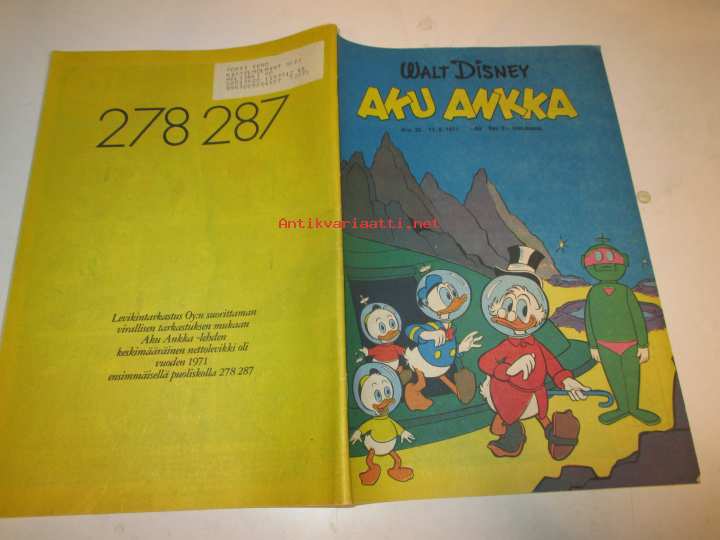 278 287
Levikintarkastus Oy:n suorittaman
virallisen tarkastuksen mukaan
Aku Ankka -lehden
keskimääräinen nettolevikki oli
vuoden 1971
ensimmäisellä puoliskolla 278 287
WALT DISNEY
AKU ANKKA
Antikvariaatti.net